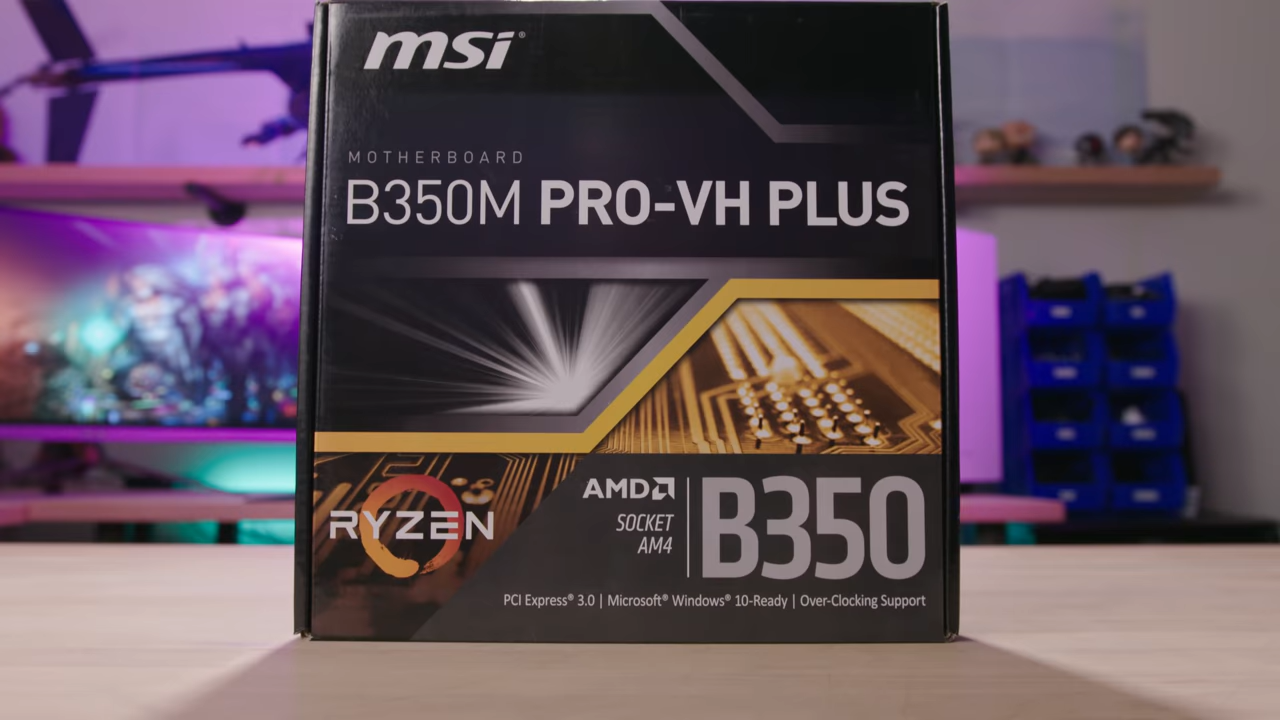 msi®
MOTHERBOARD
B350M PRO-VH PLUS
RYZEN
AMD
SOCKET
AM4
B350
PCI Express® 3.0 | Microsoft® Windows® 10-Ready | Over-Clocking Support